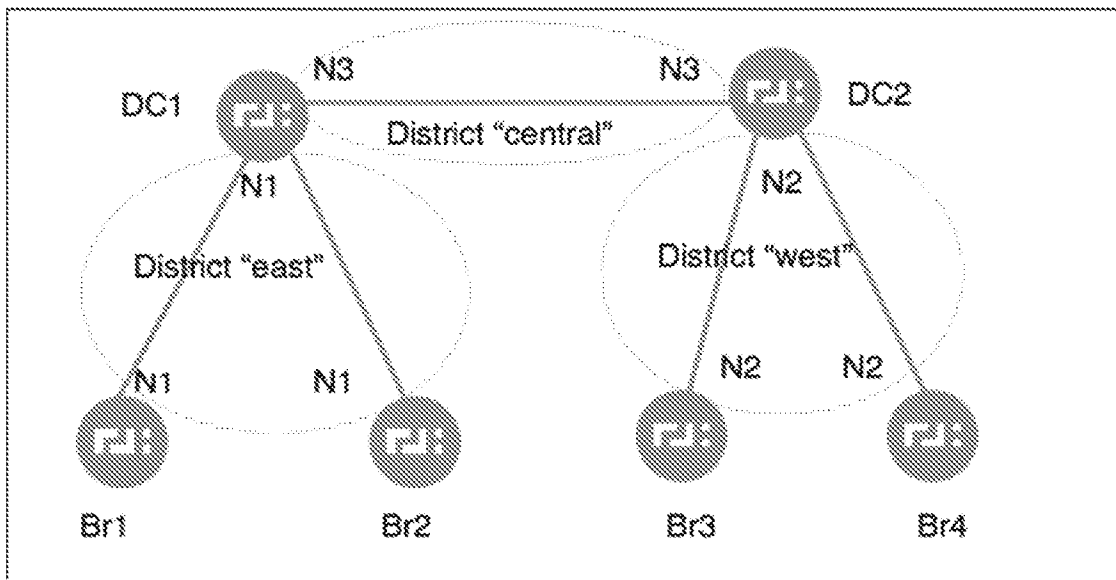 N3
N3
DC1
DC2
District "central"
N1
N2
District "east"
District "west"
N1
N1
N2
N2
Br1
Br2
Br3
Br4